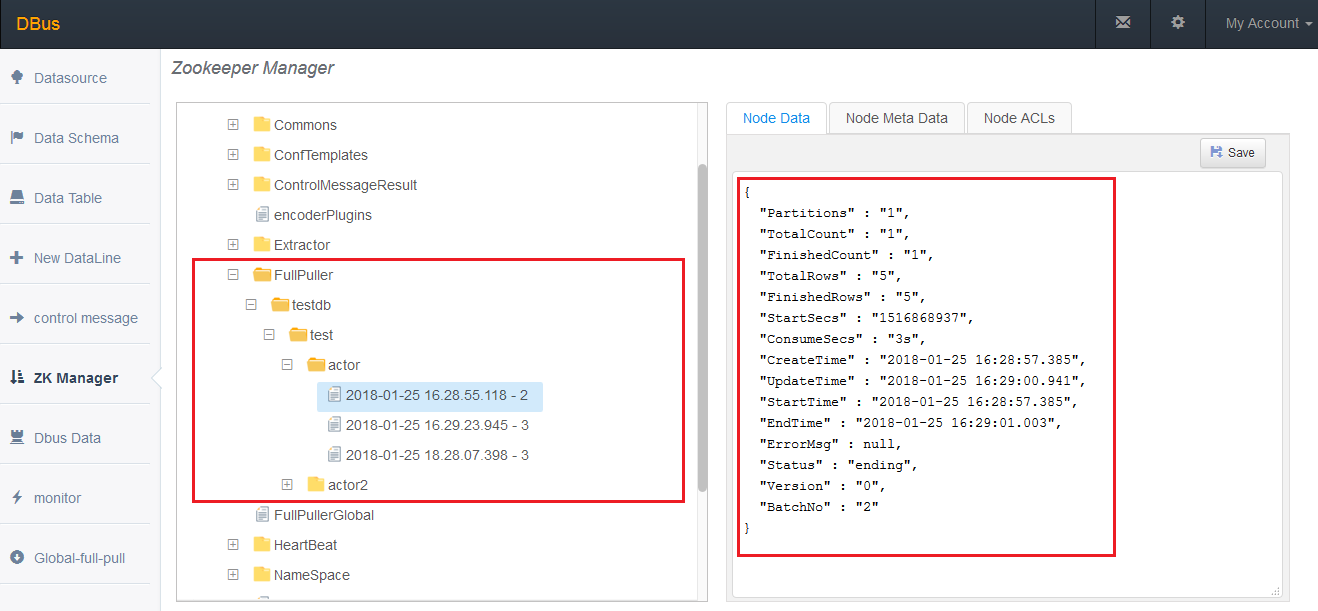 DBus
My Account
Datasource
Data Schema
Data Table
New DataLine
control message
ZK Manager
Dbus Data
monitor
Global-full-pull
Zookeeper Manager
Commons
ConfTemplates
ControlMessageResult
encoderPlugins
Extractor
FullPuller
testdb
test
actor
2018-01-25 16.28.55.118 - 2
2018-01-25 16.29.23.945 - 3
2018-01-25 18.28.07.398 - 3
actor2
FullPullerGlobal
HeartBeat
NameSpace
Node Data
Node Meta Data
Node ACLs
Save
{
"Partitions" : "1",
"TotalCount" : "1",
"FinishedCount" : "1",
"TotalRows" : "5",
"FinishedRows" : "5",
"StartSecs" : "1516868937",
"ConsumeSecs" : "3s",
"CreateTime" : "2018-01-25 16:28:57.385",
"UpdateTime" : "2018-01-25 16:29:00.941",
"StartTime" : "2018-01-25 16:28:57.385",
"EndTime" : "2018-01-25 16:29:01.003",
"ErrorMsg" : null,
"Status" : "ending",
"Version" : "0",
"BatchNo" : "2"
}